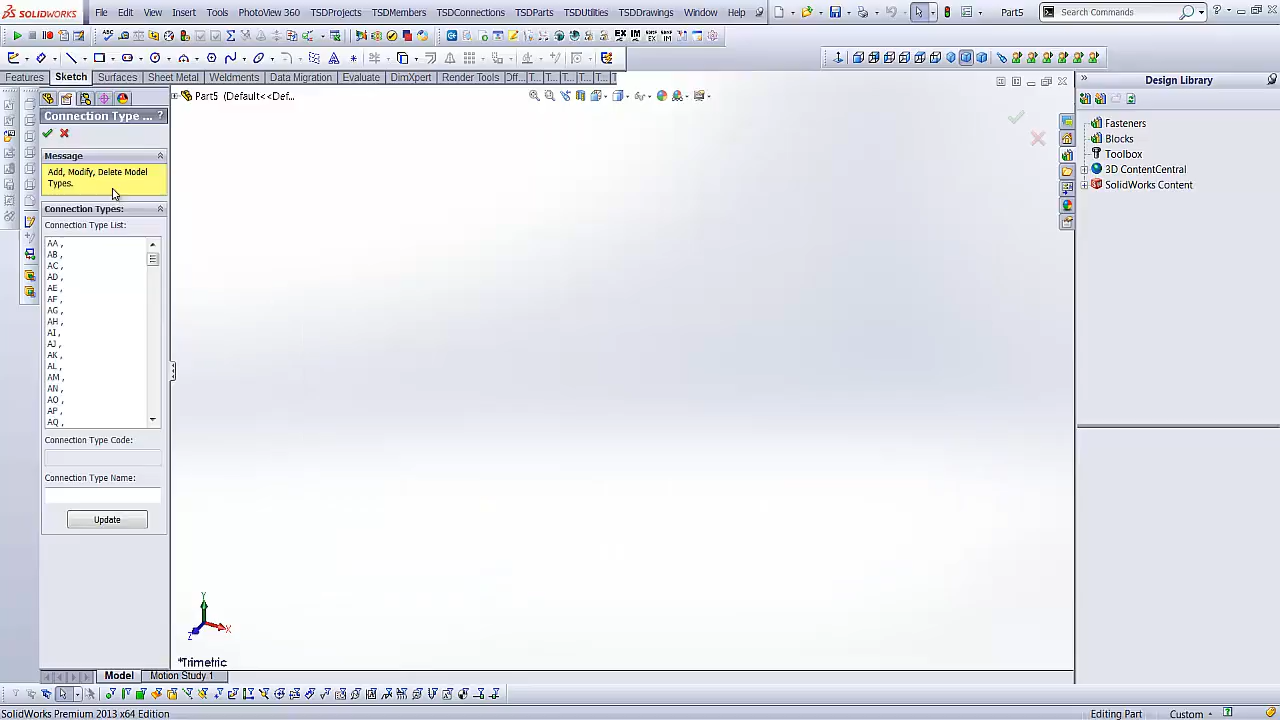 SOLIDWORKS File Edit View Insert Tools PhotoView 360 TSDProjects TSDMembers TSDConnections TSDParts TSDUtilities TSDDrawings Window Help Part5 Search Commands
Features Sketch Surfaces Sheet Metal Weldments Data Migration Evaluate DimXpert Render Tools Off... T... T... T... T... T... T
Part5 (Default<<Def...
Design Library
Connection Type ... ?
Message
Add, Modify, Delete Model
Types.
Connection Types:
Connection Type List:
AA ,
AB ,
AC ,
AD ,
AE ,
AF ,
AG ,
AH ,
AI ,
AJ ,
AK ,
AL ,
AM ,
AN ,
AO ,
AP ,
AQ ,
Connection Type Code:
Connection Type Name:
Update
Fasteners
Blocks
Toolbox
3D ContentCentral
SolidWorks Content
Y
X
Z
*Trimetric
Model Motion Study 1
SolidWorks Premium 2013 x64 Edition Editing Part Custom